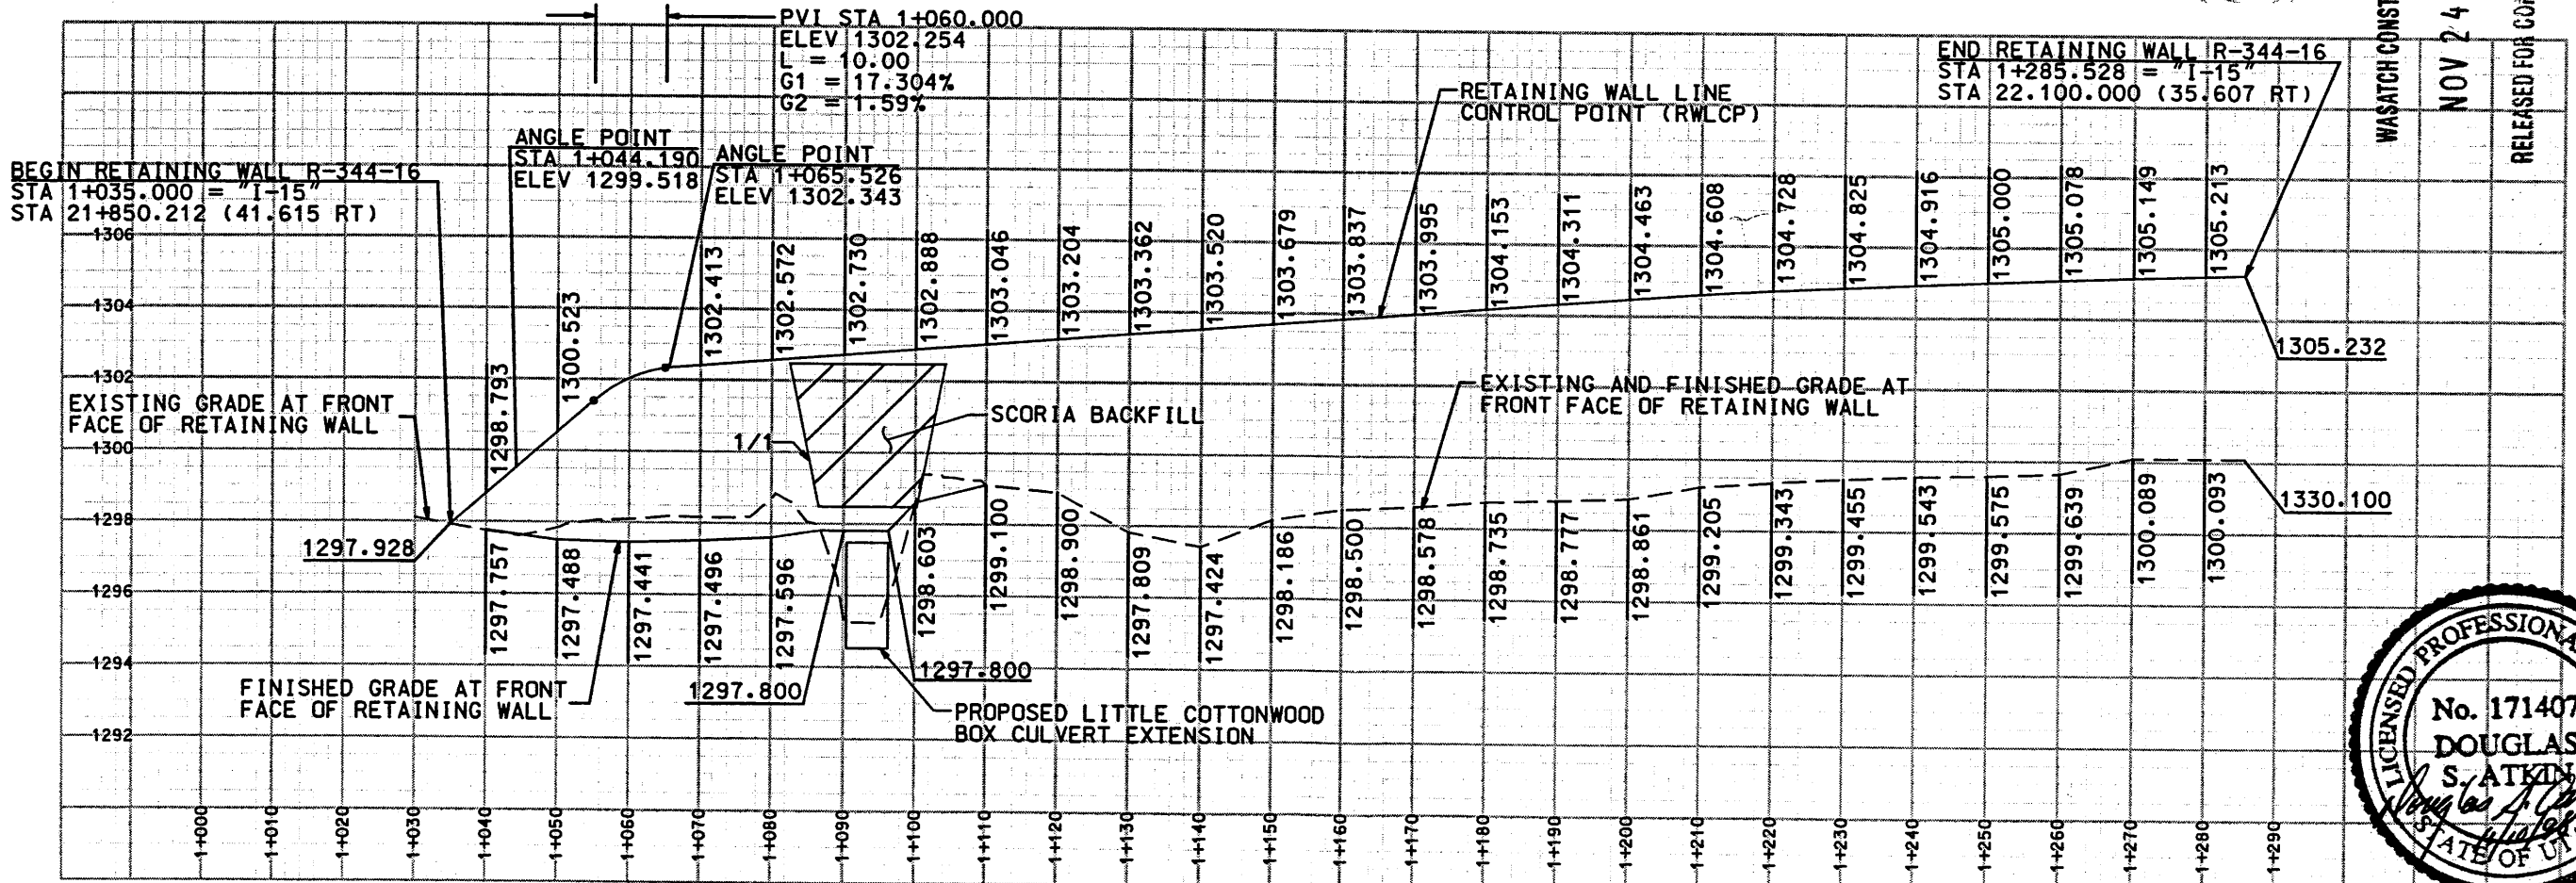 PVI STA 1+060.000
ELEV 1302.254
L = 10.00
G1 = 17.304%
G2 = 1.59%
END RETAINING WALL R-344-16
STA 1+285.528 = "I-15"
STA 22.100.000 (35.607 RT)
WASATCH CONST
NOV 24
RELEASED FOR CO
RETAINING WALL LINE
CONTROL POINT (RWLCP)
ANGLE POINT
STA 1+044.190
ELEV 1299.518
ANGLE POINT
STA 1+065.526
ELEV 1302.343
BEGIN RETAINING WALL R-344-16
STA 1+035.000 = "I-15"
STA 21+850.212 (41.615 RT)
1306
1304
1302
1300
1298
1296
1294
1292
1298.793
1300.523
1302.413
1302.572
1302.730
1302.888
1303.046
1303.204
1303.362
1303.520
1303.679
1303.837
1303.995
1304.153
1304.311
1304.463
1304.608
1304.728
1304.825
1304.916
1305.000
1305.078
1305.149
1305.213
1305.232
EXISTING GRADE AT FRONT
FACE OF RETAINING WALL
1/1
SCORIA BACKFILL
EXISTING AND FINISHED GRADE AT
FRONT FACE OF RETAINING WALL
1330.100
1297.928
1297.757
1297.488
1297.441
1297.496
1297.596
1298.603
1299.100
1298.900
1297.809
1297.424
1298.186
1298.500
1298.578
1298.735
1298.777
1298.861
1299.205
1299.343
1299.455
1299.543
1299.575
1299.639
1300.089
1300.093
1297.800
1297.800
FINISHED GRADE AT FRONT
FACE OF RETAINING WALL
PROPOSED LITTLE COTTONWOOD
BOX CULVERT EXTENSION
LICENSED PROFESSIONA
No. 171407
DOUGLAS
S. ATKIN
STATE OF UT
1+000
1+010
1+020
1+030
1+040
1+050
1+060
1+070
1+080
1+090
1+100
1+110
1+120
1+130
1+140
1+150
1+160
1+170
1+180
1+190
1+200
1+210
1+220
1+230
1+240
1+250
1+260
1+270
1+280
1+290